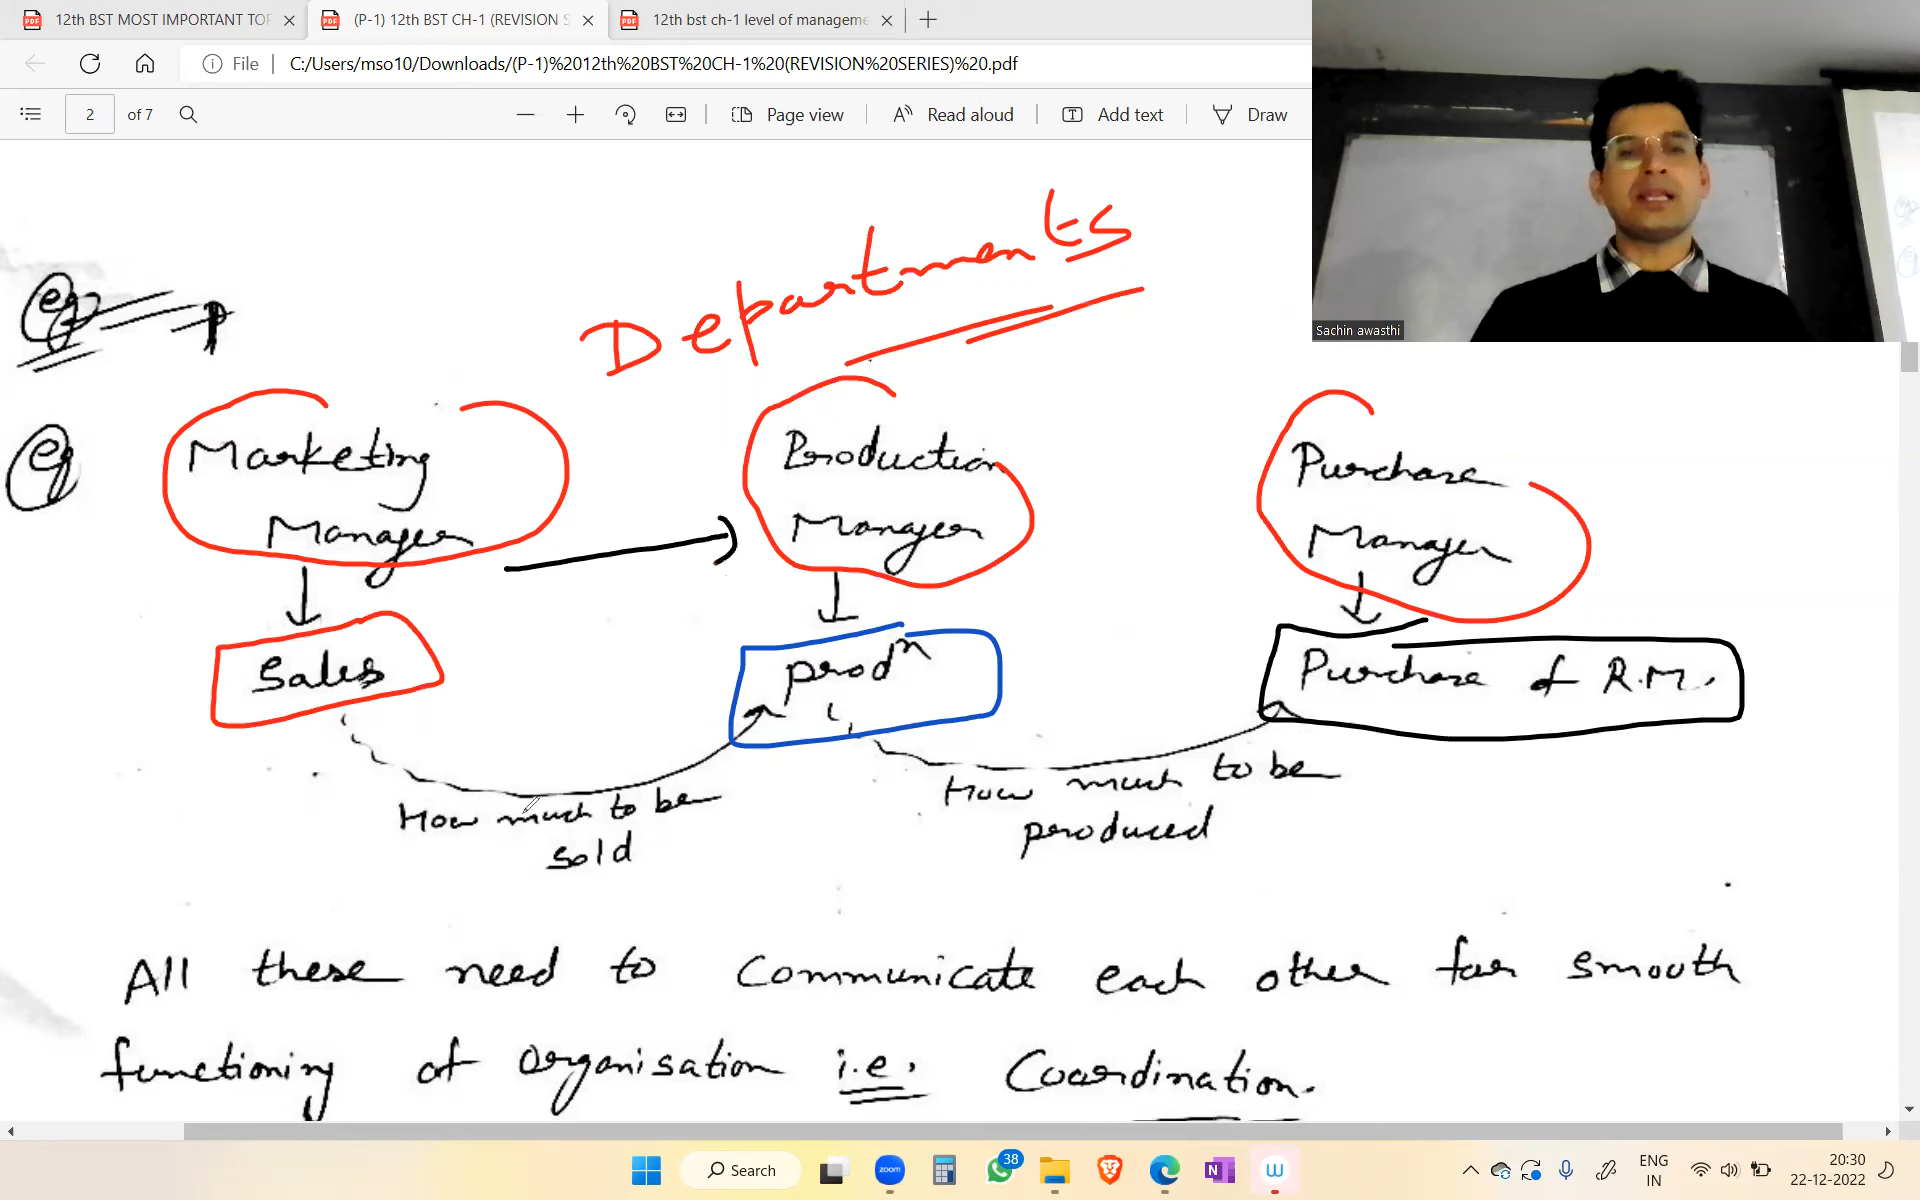 12th BST MOST IMPORTANT TOP
(P-1) 12th BST CH-1 (REVISION S
12th bst ch-1 level of manageme
File
C:/Users/mso10/Downloads/(P-1)%2012th%20BST%20CH-1%20(REVISION%20SERIES)%20.pdf
2 of 7
Page view
Read aloud
Add text
Draw
Sachin awasthi
Departments
eg
eg
Marketing Manager
Production Manager
Purchase Manager
Sales
prodn
Purchase of R.M.
How much to be sold
How much to be produced
All these need to communicate each other for smooth
functioning of organisation i.e. Coordination.
Search
zoom
38
W
ENG
IN
20:30
22-12-2022